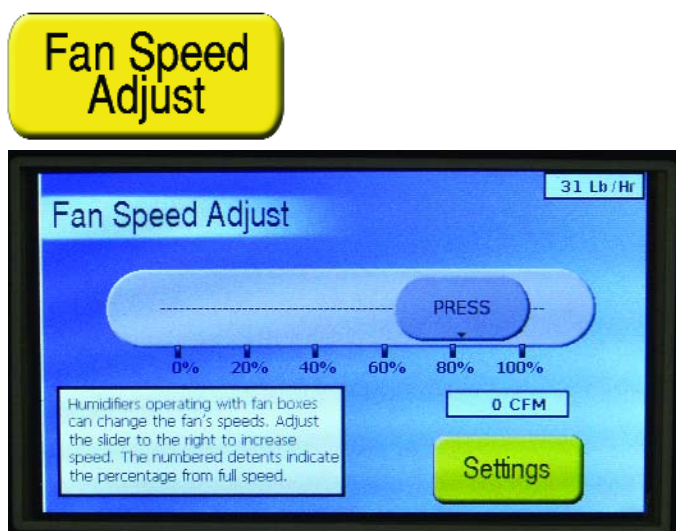 Fan Speed
Adjust
31 Lb/Hr
Fan Speed Adjust
PRESS
0% 20% 40% 60% 80% 100%
Humidifiers operating with fan boxes
can change the fan's speeds. Adjust
the slider to the right to increase
speed. The numbered detents indicate
the percentage from full speed.
0 CFM
Settings